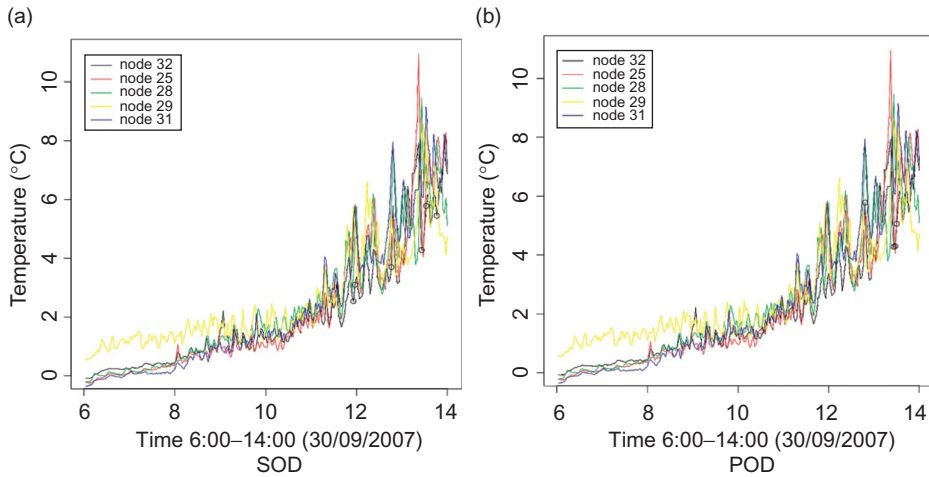 (a)
node 32
node 25
node 28
node 29
node 31
Temperature (°C)
10
8
6
4
2
0
6
8
10
12
14
Time 6:00–14:00 (30/09/2007)
SOD
(b)
node 32
node 25
node 28
node 29
node 31
Temperature (°C)
10
8
6
4
2
0
6
8
10
12
14
Time 6:00–14:00 (30/09/2007)
POD